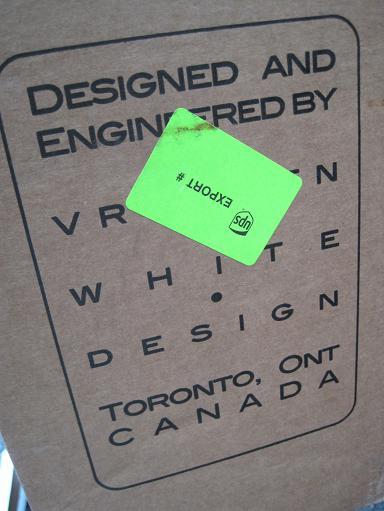 DESIGNED AND
ENGINEERED BY
WHITE
•
DESIGN
TORONTO, ONT
CANADA
EXPORT #
ups